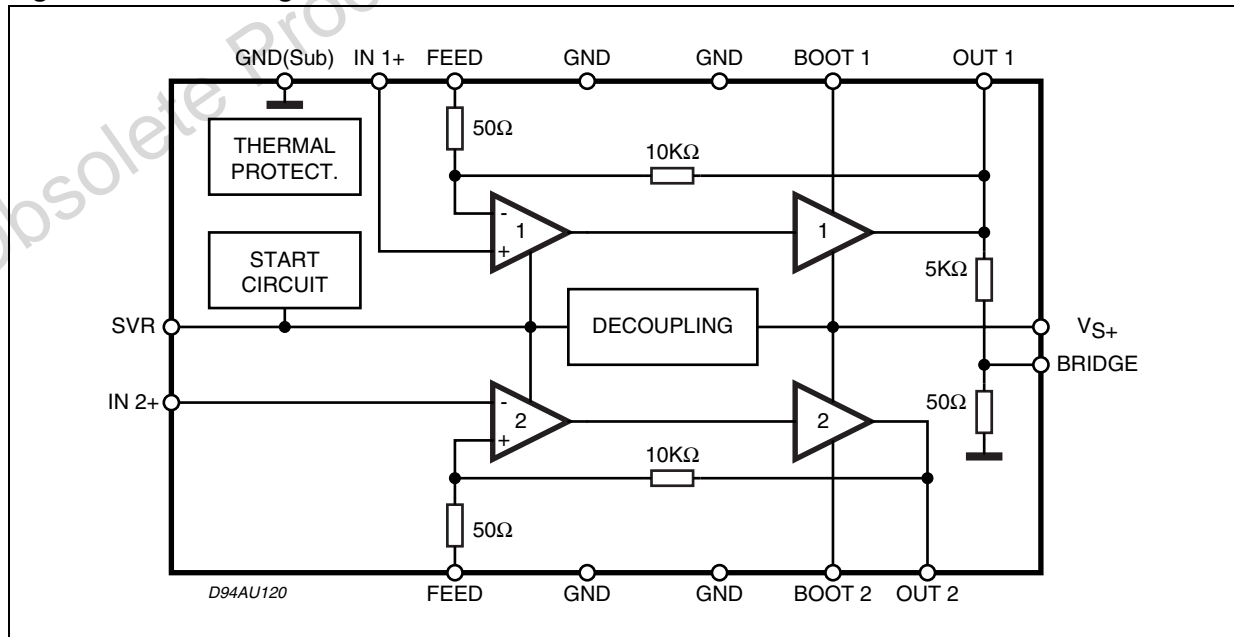 Obsolete Prod
GND(Sub) IN 1+ FEED GND GND BOOT 1 OUT 1
50Ω
THERMAL
PROTECT.
10KΩ
-
1
+
1
START
CIRCUIT
5KΩ
SVR
DECOUPLING
VS+
BRIDGE
IN 2+
-
2
+
2
50Ω
10KΩ
50Ω
D94AU120
FEED GND GND BOOT 2 OUT 2